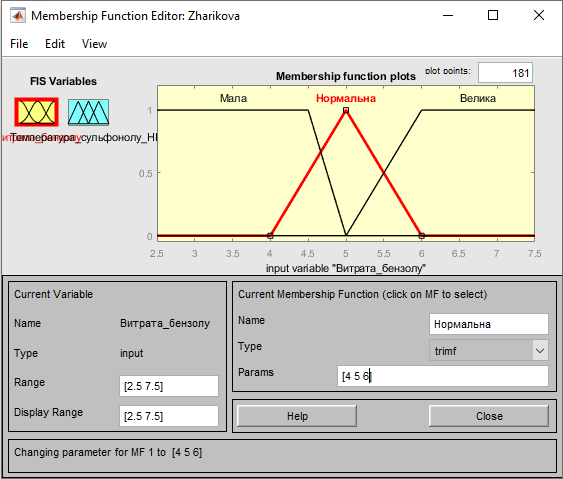 Membership Function Editor: Zharikova
File Edit View
FIS Variables
Температура_сульфонолу_НІ
Membership function plots
plot points: 181
Мала Нормальна Велика
1
0.5
0
2.5 3 3.5 4 4.5 5 5.5 6 6.5 7 7.5
input variable "Витрата_бензолу"
Current Variable
Name Витрата_бензолу
Type input
Range [2.5 7.5]
Display Range [2.5 7.5]
Current Membership Function (click on MF to select)
Name Нормальна
Type trimf
Params [4 5 6]
Help Close
Changing parameter for MF 1 to [4 5 6]